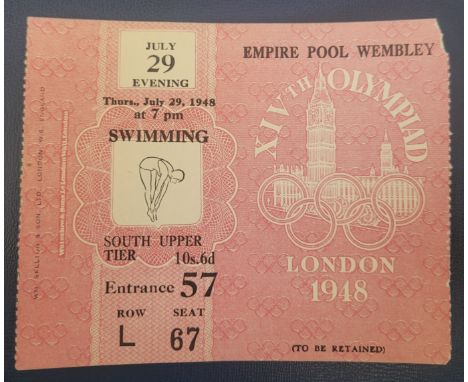 JULY
29
EVENING
Thurs., July 29, 1948
at 7 pm
SWIMMING
SOUTH UPPER
TIER 10s.6d
Entrance 57
ROW SEAT
L 67
EMPIRE POOL WEMBLEY
XIVTH OLYMPIAD
LONDON
1948
(TO BE RETAINED)